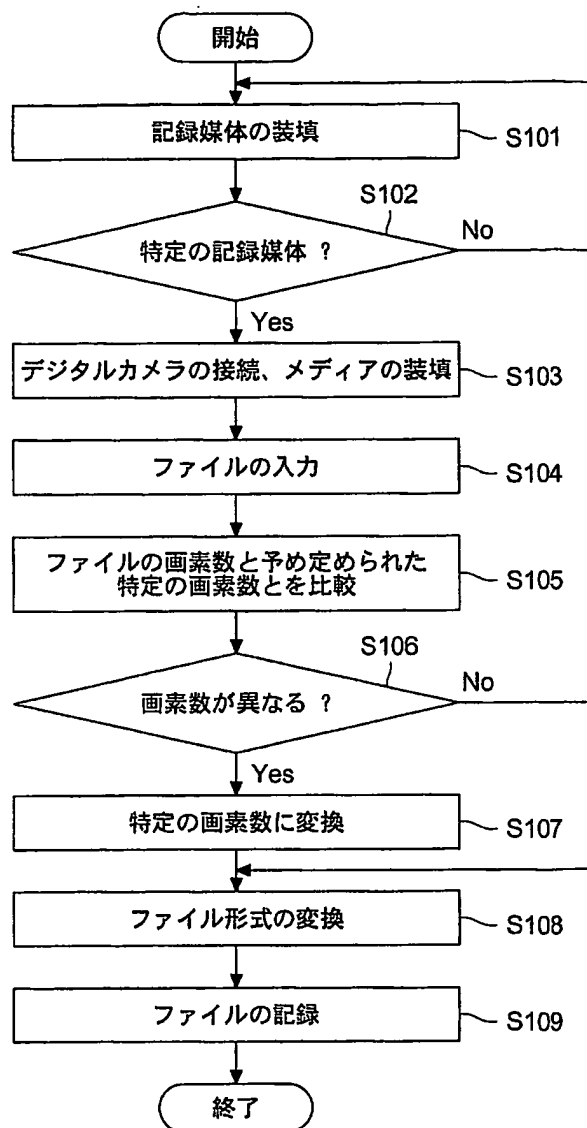 開始
記録媒体の装填
S101
S102
特定の記録媒体 ?
No
Yes
デジタルカメラの接続、メディアの装填
S103
ファイルの入力
S104
ファイルの画素数と予め定められた
特定の画素数とを比較
S105
S106
画素数が異なる ?
No
Yes
特定の画素数に変換
S107
ファイル形式の変換
S108
ファイルの記録
S109
終了